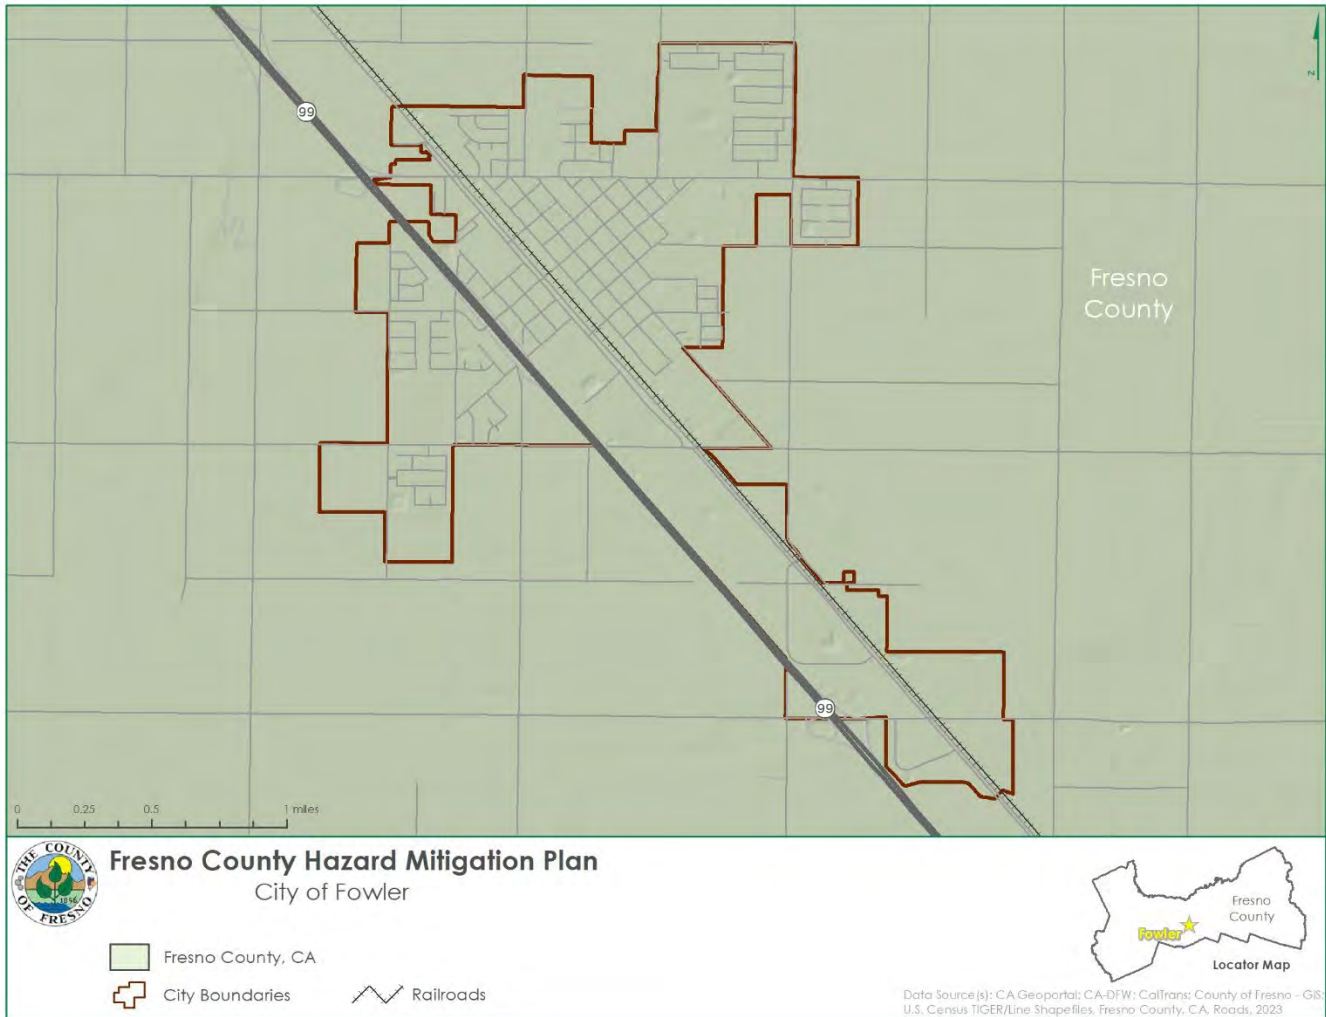 N
99
Fresno
County
99
0 0.25 0.5 1 miles
THE COUNTY
OF FRESNO
1856
Fresno County Hazard Mitigation Plan
City of Fowler
Fresno County, CA
City Boundaries
Railroads
Fresno
County
Fowler
Locator Map
Data Source(s): CA Geoportal; CA-DFW; CalTrans; County of Fresno - GIS;
U.S. Census TIGER/Line Shapefiles, Fresno County, CA, Roads, 2023